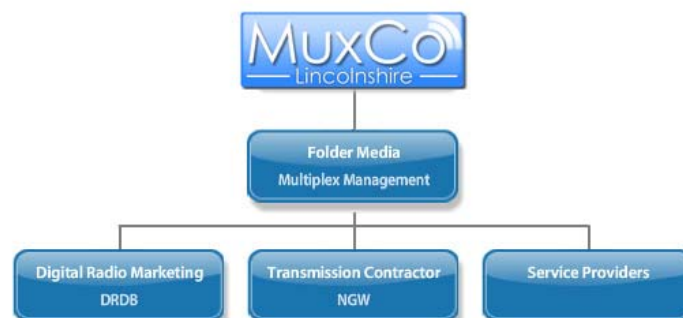 MuxCo
Lincolnshire
Folder Media
Multiplex Management
Digital Radio Marketing
DRDB
Transmission Contractor
NGW
Service Providers